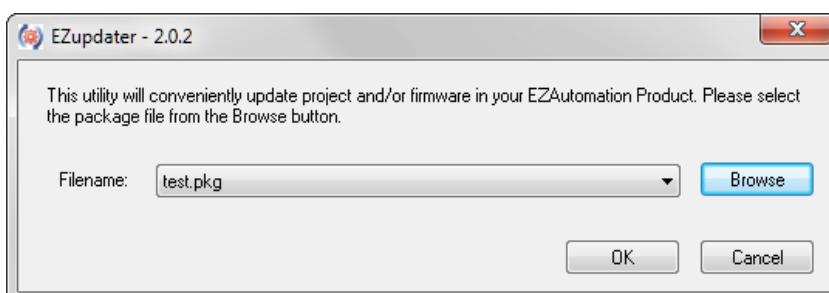 EZupdater - 2.0.2
This utility will conveniently update project and/or firmware in your EZAutomation Product. Please select
the package file from the Browse button.
Filename: test.pkg Browse
OK Cancel